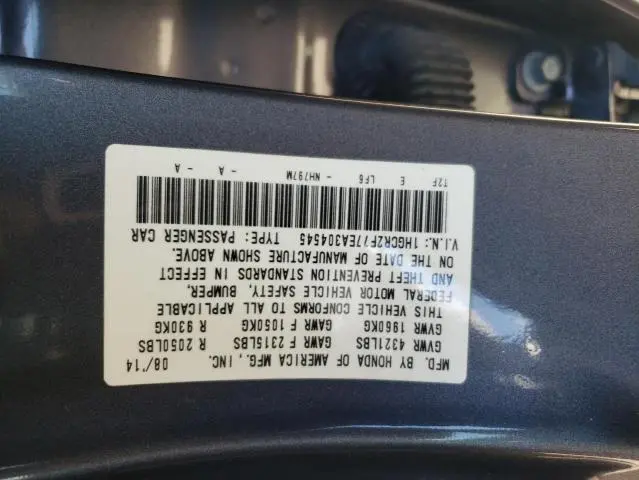 MFD. BY HONDA OF AMERICA MFG., INC. 08/'14
GVWR 4321LBS GAWR F 2315LBS R 2050LBS
GVWR 1960KG GAWR F 1050KG R 930KG
THIS VEHICLE CONFORMS TO ALL APPLICABLE
FEDERAL MOTOR VEHICLE SAFETY, BUMPER,
AND THEFT PREVENTION STANDARDS IN EFFECT
ON THE DATE OF MANUFACTURE SHOWN ABOVE.
V.I.N.: 1HGCR2F77EA304545 TYPE: PASSENGER CAR
T2F E LF6 - NH797M - A - A